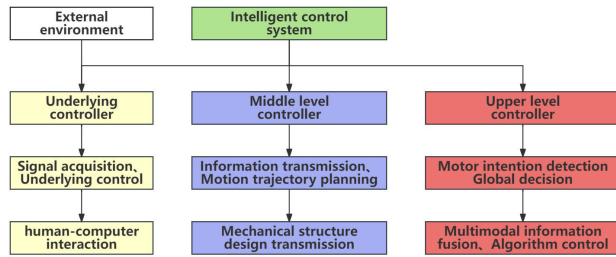 External
environment
Intelligent control
system
Underlying
controller
Middle level
controller
Upper level
controller
Signal acquisition、
Underlying control
Information transmission、
Motion trajectory planning
Motor intention detection
Global decision
human-computer
interaction
Mechanical structure
design transmission
Multimodal information
fusion、Algorithm control